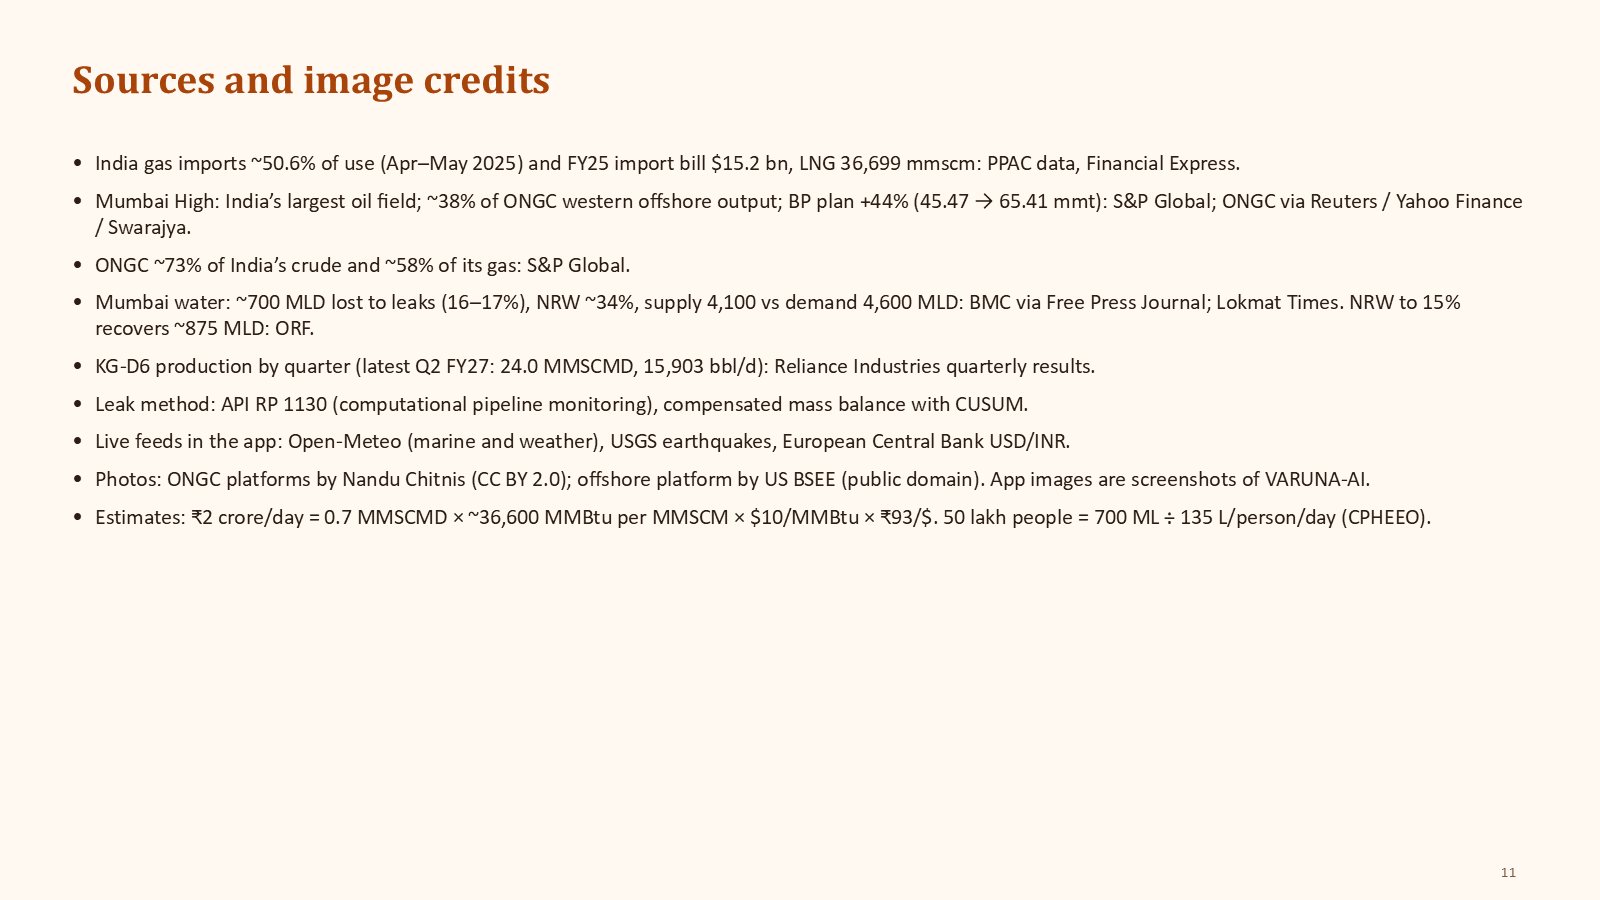 Sources and image credits
• India gas imports ~50.6% of use (Apr–May 2025) and FY25 import bill $15.2 bn, LNG 36,699 mmscm: PPAC data, Financial Express.
• Mumbai High: India’s largest oil field; ~38% of ONGC western offshore output; BP plan +44% (45.47 → 65.41 mmt): S&P Global; ONGC via Reuters / Yahoo Finance
/ Swarajya.
• ONGC ~73% of India’s crude and ~58% of its gas: S&P Global.
• Mumbai water: ~700 MLD lost to leaks (16–17%), NRW ~34%, supply 4,100 vs demand 4,600 MLD: BMC via Free Press Journal; Lokmat Times. NRW to 15%
recovers ~875 MLD: ORF.
• KG-D6 production by quarter (latest Q2 FY27: 24.0 MMSCMD, 15,903 bbl/d): Reliance Industries quarterly results.
• Leak method: API RP 1130 (computational pipeline monitoring), compensated mass balance with CUSUM.
• Live feeds in the app: Open-Meteo (marine and weather), USGS earthquakes, European Central Bank USD/INR.
• Photos: ONGC platforms by Nandu Chitnis (CC BY 2.0); offshore platform by US BSEE (public domain). App images are screenshots of VARUNA-AI.
• Estimates: ₹2 crore/day = 0.7 MMSCMD × ~36,600 MMBtu per MMSCM × $10/MMBtu × ₹93/$. 50 lakh people = 700 ML ÷ 135 L/person/day (CPHEEO).
11